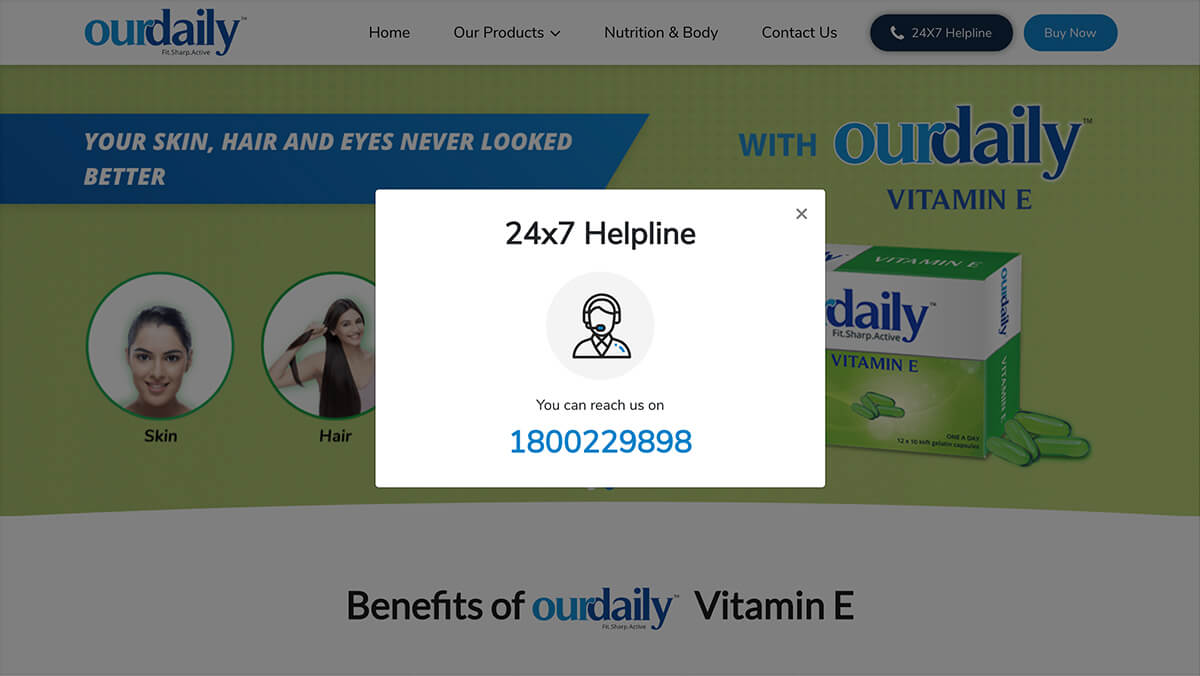 ourdaily™
Fit.Sharp.Active
Home
Our Products
Nutrition & Body
Contact Us
24X7 Helpline
Buy Now
YOUR SKIN, HAIR AND EYES NEVER LOOKED
BETTER
WITH ourdaily™
VITAMIN E
24x7 Helpline
You can reach us on
1800229898
Skin
Hair
VITAMIN E
ourdaily
daily™
Fit.Sharp.Active
VITAMIN E
VITAMIN E
ONE A DAY
12 x 10 soft gelatin capsules
Benefits of ourdaily™ Vitamin E
Fit.Sharp.Active